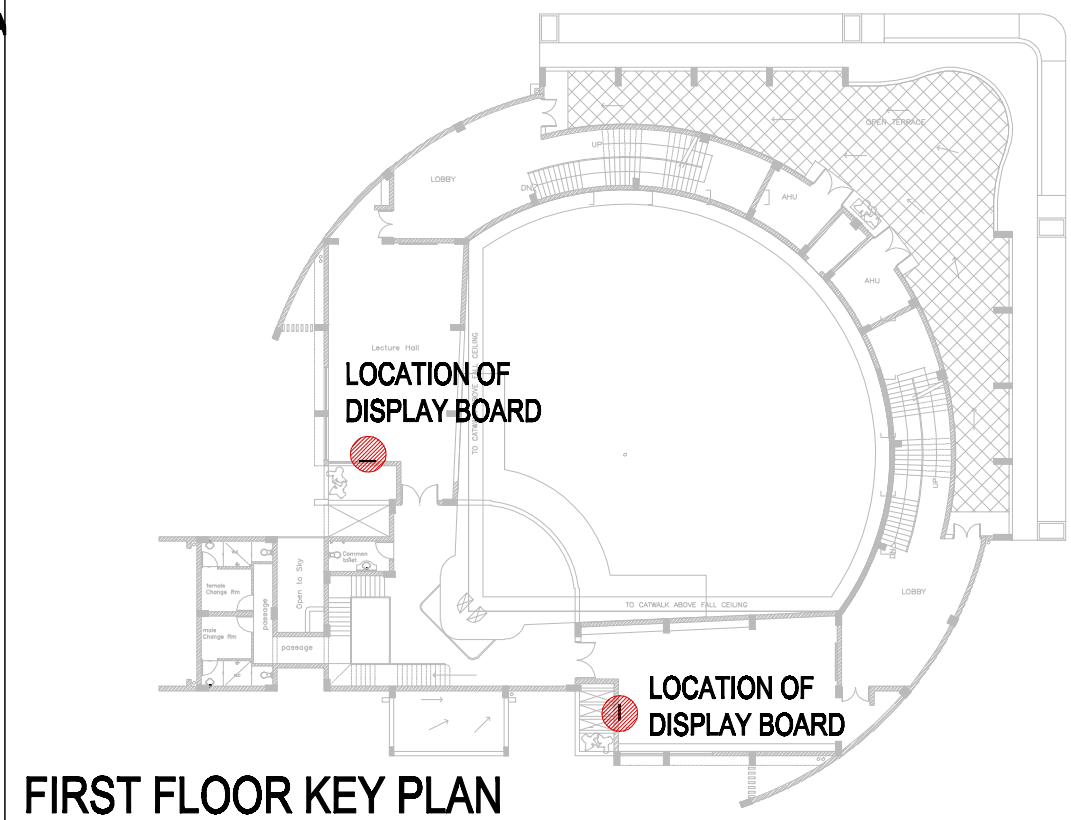 OPEN TERRACE
UP
LOBBY
DN
AHU
AHU
Lecture Hall
TO CATWALK ABOVE FALL CEILING
LOCATION OF
DISPLAY BOARD
UP
DN
Common
toilet
Open to Sky
female
Change Rm
passage
male
Change Rm
passage
LOBBY
TO CATWALK ABOVE FALL CEILING
LOCATION OF
DISPLAY BOARD
FIRST FLOOR KEY PLAN